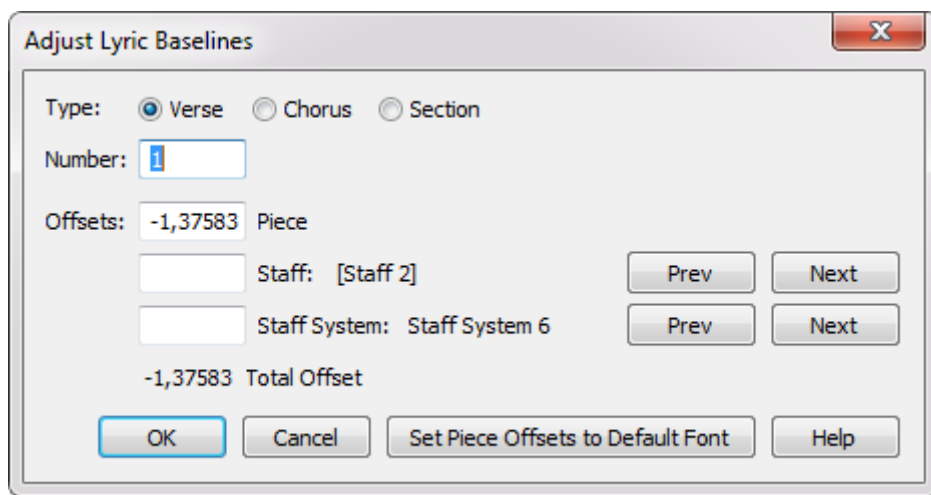 Adjust Lyric Baselines
Type: Verse Chorus Section
Number: 1
Offsets: -1,37583 Piece
Staff: [Staff 2] Prev Next
Staff System: Staff System 6 Prev Next
-1,37583 Total Offset
OK Cancel Set Piece Offsets to Default Font Help